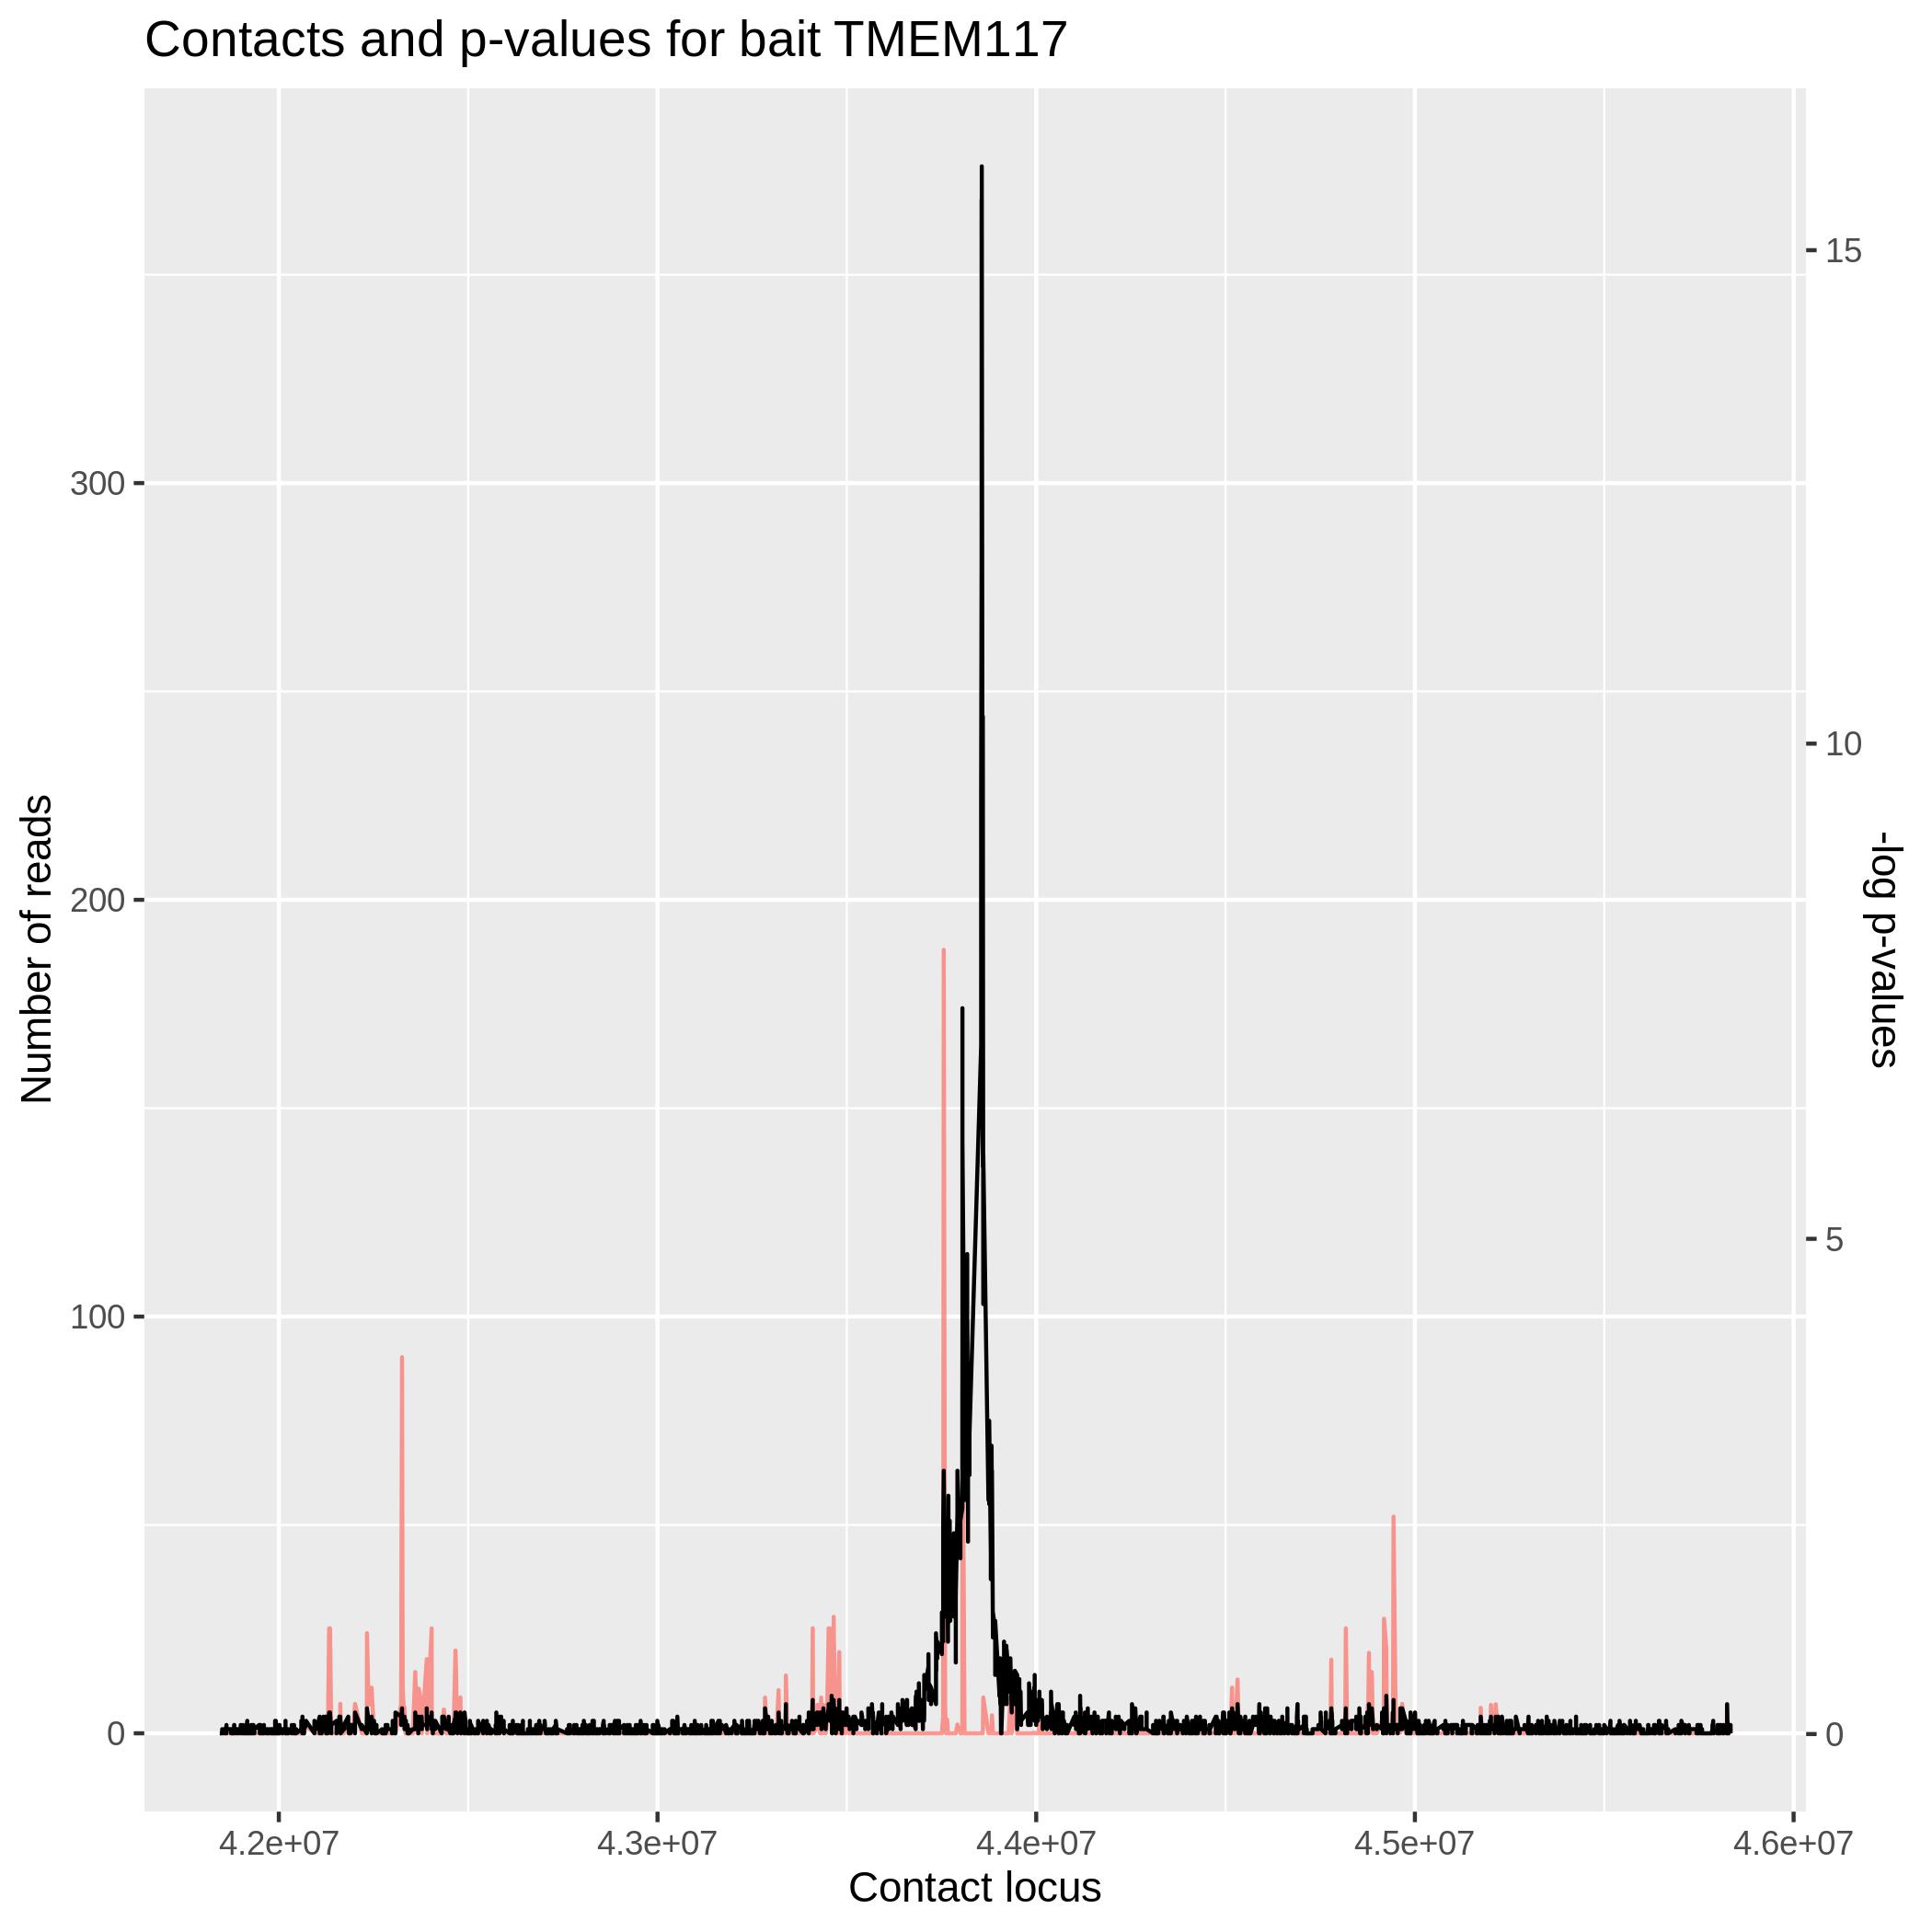 Contacts and p-values for bait TMEM117
Number of reads
300
200
100
0
15
10
5
0
-log p-values
4.2e+07
4.3e+07
4.4e+07
4.5e+07
4.6e+07
Contact locus